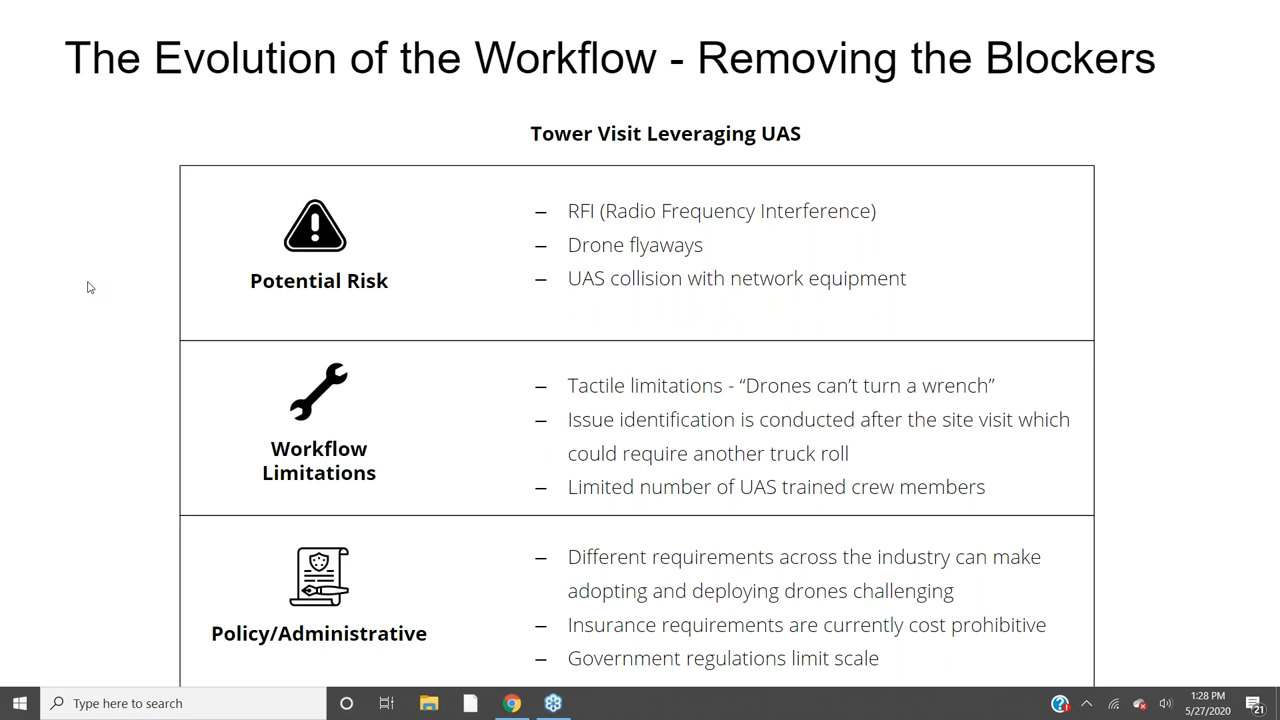 The Evolution of the Workflow - Removing the Blockers
Tower Visit Leveraging UAS
Potential Risk
– RFI (Radio Frequency Interference)
– Drone flyaways
– UAS collision with network equipment
Workflow
Limitations
– Tactile limitations - “Drones can’t turn a wrench”
– Issue identification is conducted after the site visit which
could require another truck roll
– Limited number of UAS trained crew members
Policy/Administrative
– Different requirements across the industry can make
adopting and deploying drones challenging
– Insurance requirements are currently cost prohibitive
– Government regulations limit scale
Type here to search
1:28 PM
5/27/2020
21